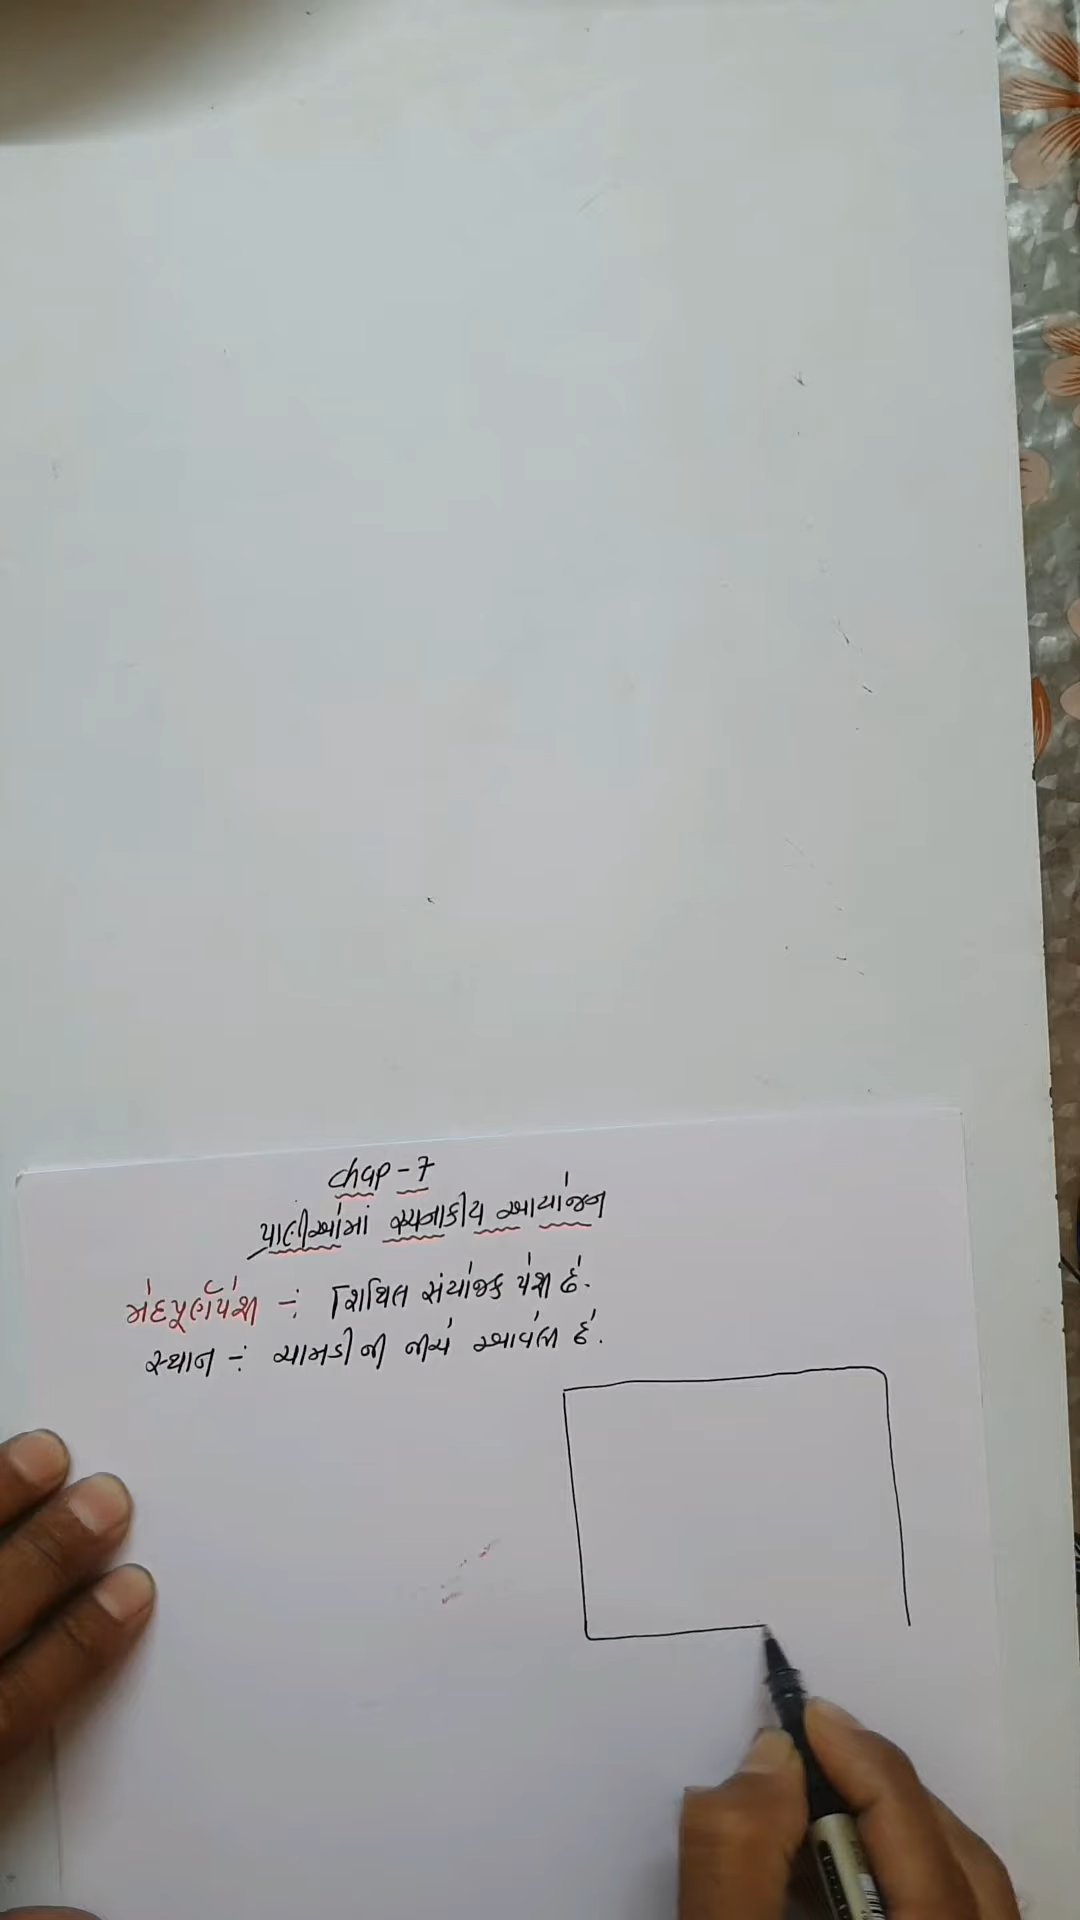 chap - 7
પ્રાણીઓમાં રચનાકીય આયોજન
મેદપૂર્ણપેશી ÷ શિથિલ સંયોજક પેશી છે.
સ્થાન ÷ ચામડીની નીચે આવેલી છે.